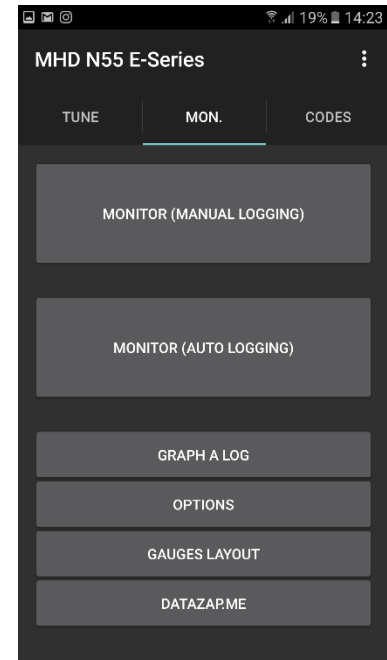 19% 14:23
MHD N55 E-Series
TUNE MON. CODES
MONITOR (MANUAL LOGGING)
MONITOR (AUTO LOGGING)
GRAPH A LOG
OPTIONS
GAUGES LAYOUT
DATAZAP.ME